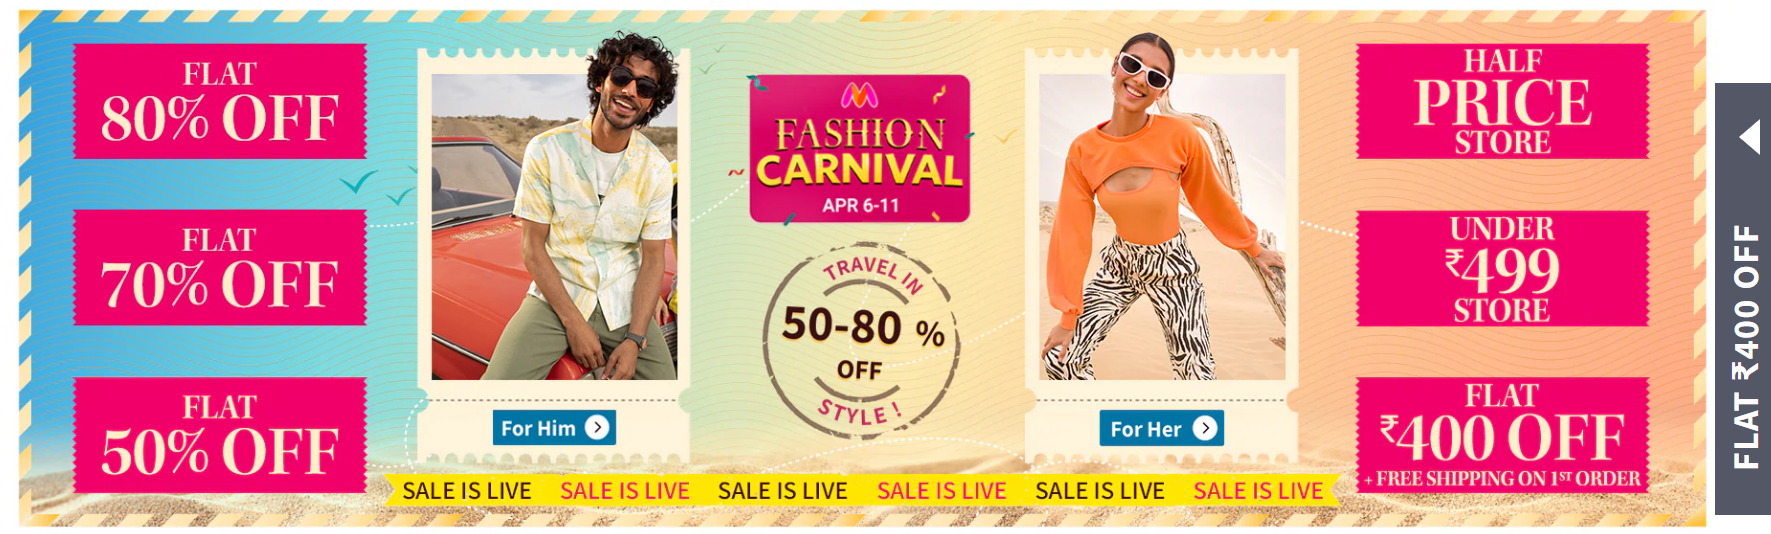 FLAT
80% OFF
FLAT
70% OFF
FLAT
50% OFF
For Him
FASHION
CARNIVAL
APR 6-11
TRAVEL IN
50-80 %
OFF
STYLE !
For Her
SALE IS LIVE SALE IS LIVE SALE IS LIVE SALE IS LIVE SALE IS LIVE SALE IS LIVE
HALF
PRICE
STORE
UNDER
₹499
STORE
FLAT
₹400 OFF
+ FREE SHIPPING ON 1ST ORDER
FLAT ₹400 OFF